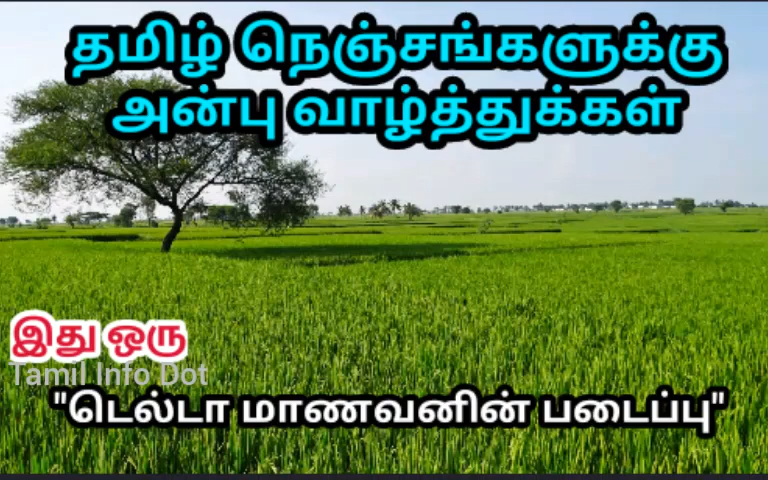 தமிழ் நெஞ்சங்களுக்கு
அன்பு வாழ்த்துக்கள்
இது ஒரு
Tamil Info Dot
"டெல்டா மாணவனின் படைப்பு"